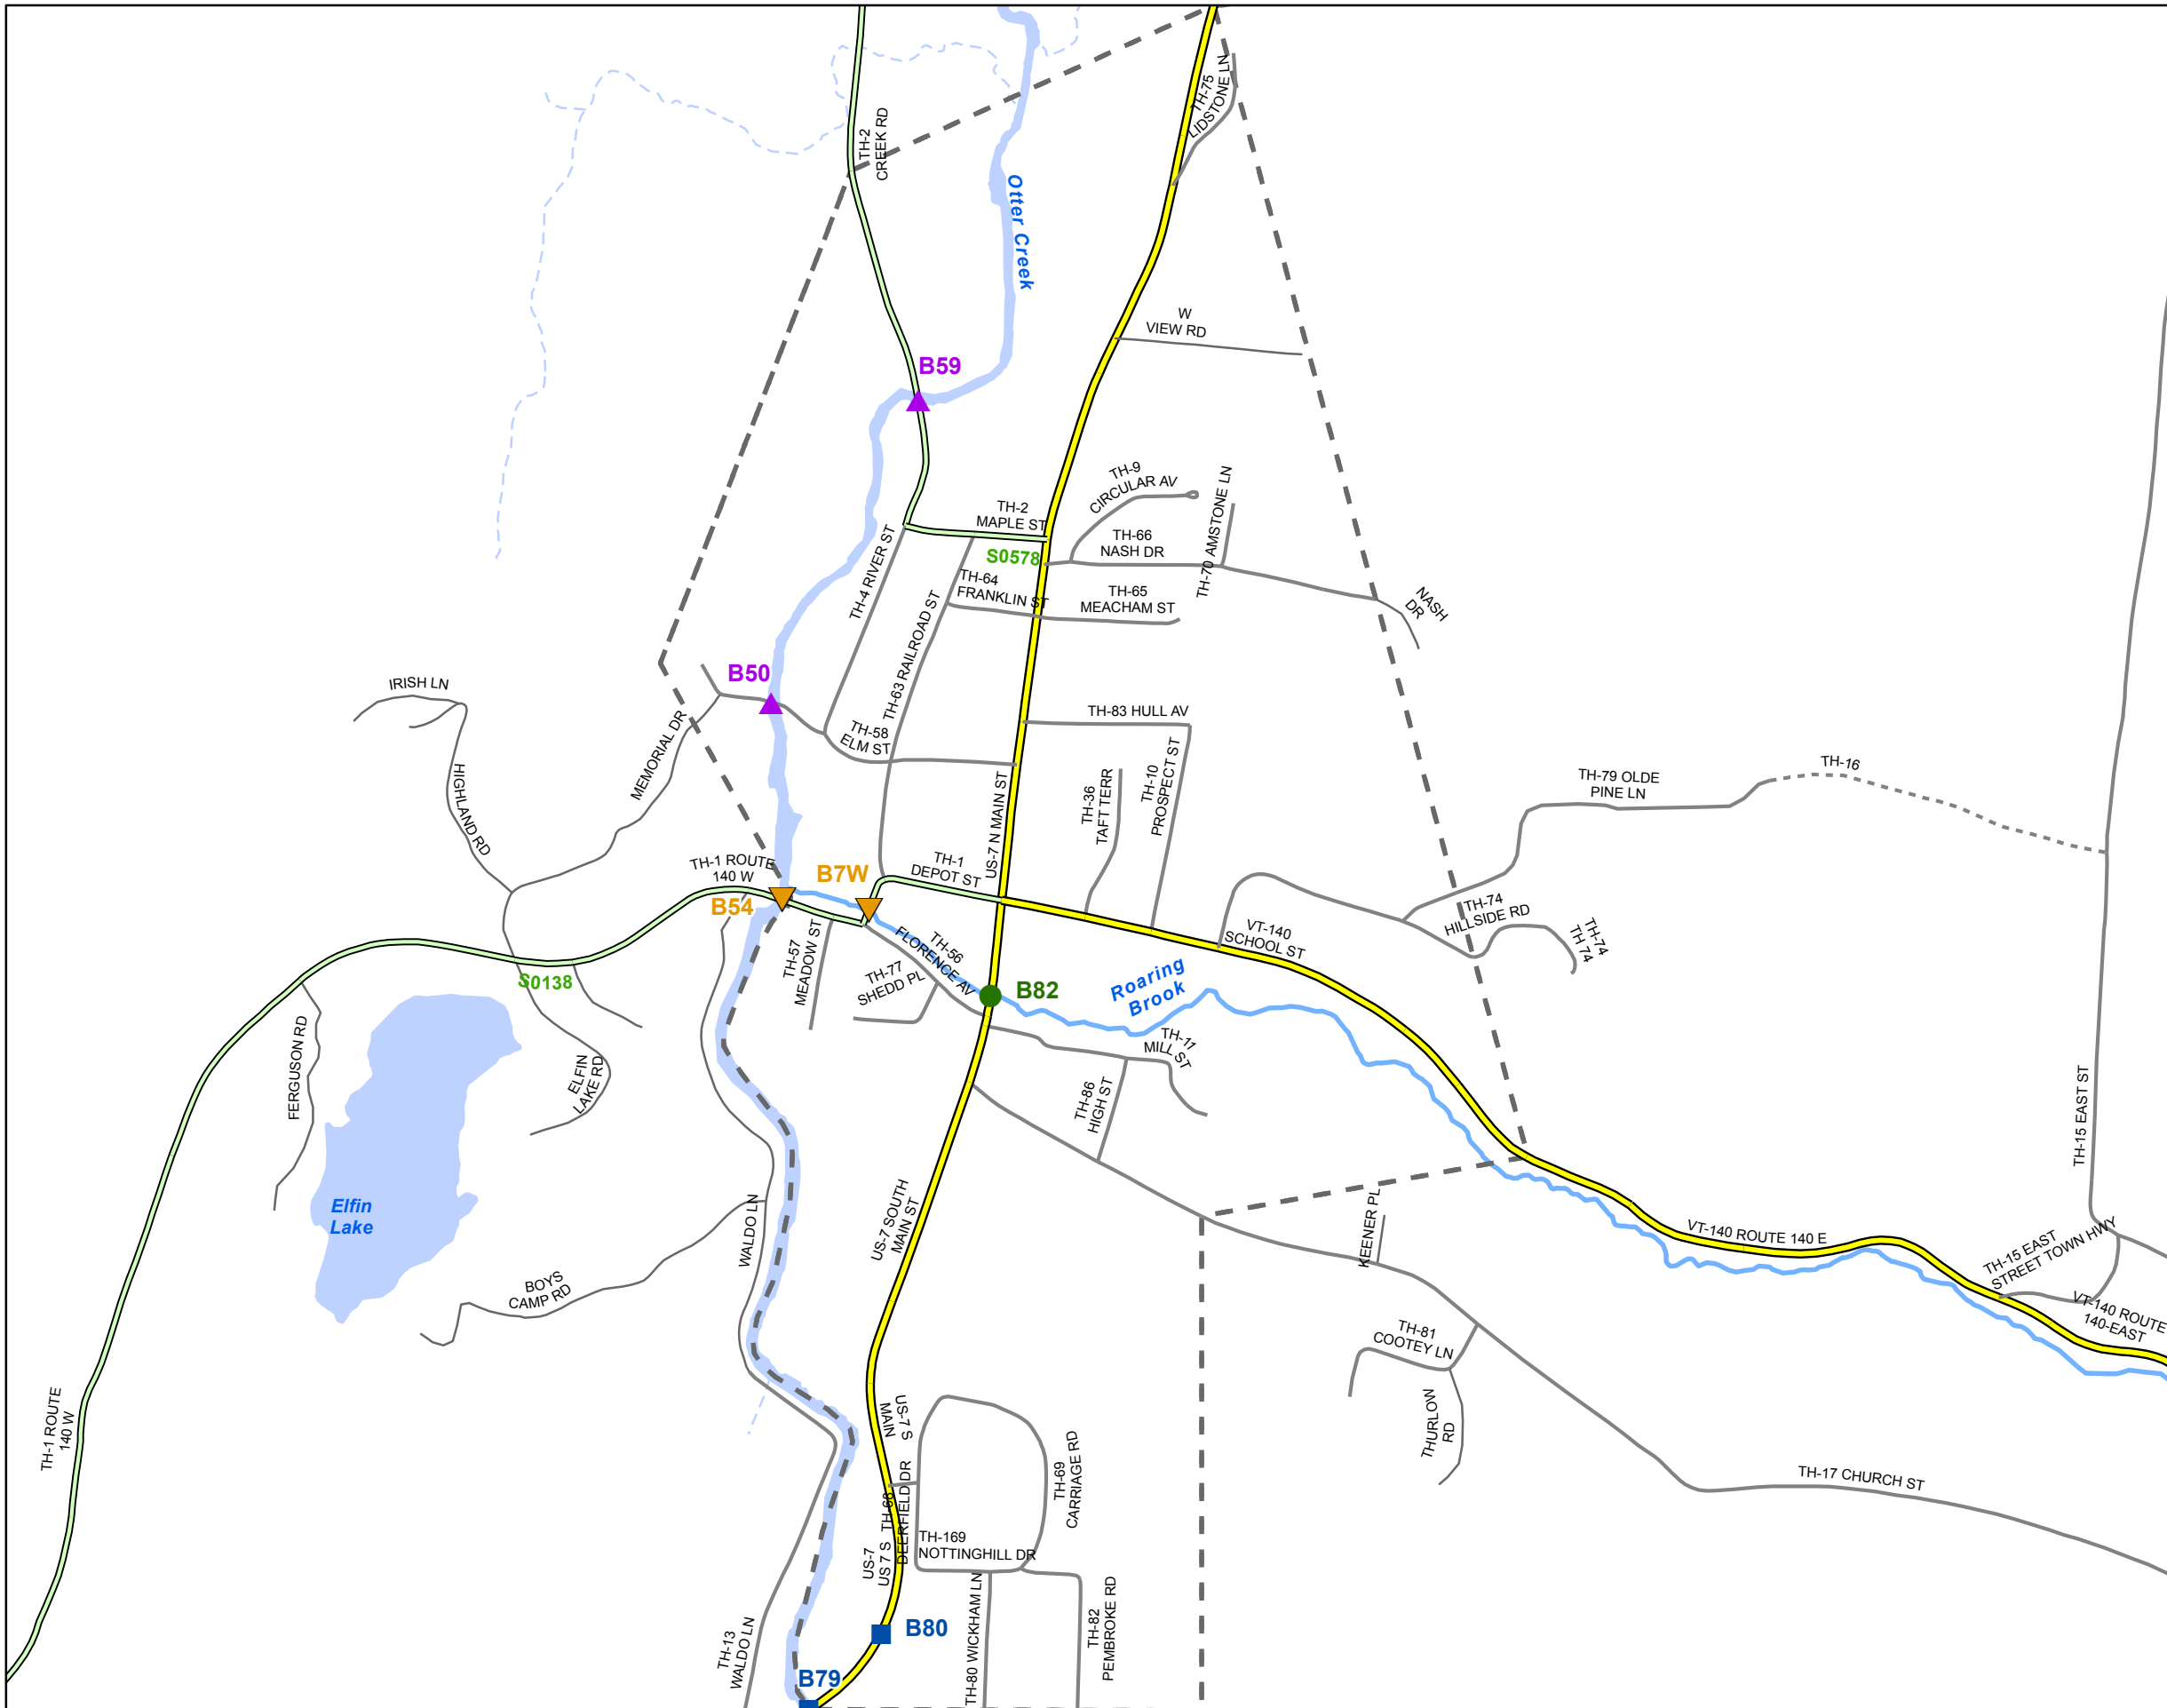 TH-75
LIDSTONE LN
TH-2
CREEK RD
Otter Creek
W
VIEW RD
B59
TH-9
CIRCULAR AV
TH-70 AMSTONE LN
TH-2
MAPLE ST
TH-66
NASH DR
S0578
TH-4 RIVER ST
TH-64
FRANKLIN ST
TH-65
MEACHAM ST
NASH
DR
TH-63 RAILROAD ST
B50
IRISH LN
MEMORIAL DR
TH-58
ELM ST
TH-83 HULL AV
HIGHLAND RD
US-7 N MAIN ST
TH-36
TAFT TERR
TH-10
PROSPECT ST
TH-79 OLDE
PINE LN
TH-16
TH-1 ROUTE
140 W
B7W
TH-1
DEPOT ST
B54
TH-74
HILLSIDE RD
TH-74
TH 74
VT-140
SCHOOL ST
TH-57
MEADOW ST
TH-56
FLORENCE AV
TH-77
SHEDD PL
S0138
B82
Roaring
Brook
TH-11
MILL ST
FERGUSON RD
ELFIN
LAKE RD
TH-86
HIGH ST
TH-15 EAST ST
Elfin
Lake
WALDO LN
US-7 SOUTH
MAIN ST
KEENER PL
VT-140 ROUTE 140 E
TH-15 EAST
STREET TOWN HWY
VT-140 ROUTE
140-EAST
BOYS
CAMP RD
TH-81
COOTEY LN
THURLOW
RD
TH-1 ROUTE
140 W
US-7 S
MAIN
TH-69
CARRIAGE RD
TH-17 CHURCH ST
TH-68
DEERFIELD DR
US-7
US 7 S
TH-169
NOTTINGHILL DR
TH-13
WALDO LN
B80
TH-80 WICKHAM LN
TH-82
PEMBROKE RD
B79